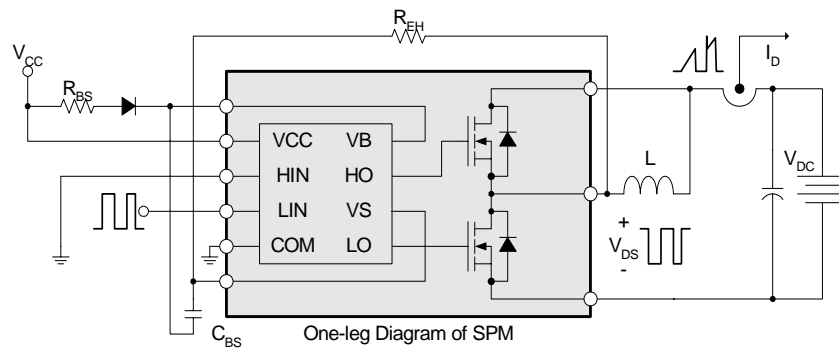 R_EH
V_CC
I_D
R_BS
VCC VB
HIN HO
LIN VS
COM LO
L
V_DC
+
V_DS
-
C_BS
One-leg Diagram of SPM